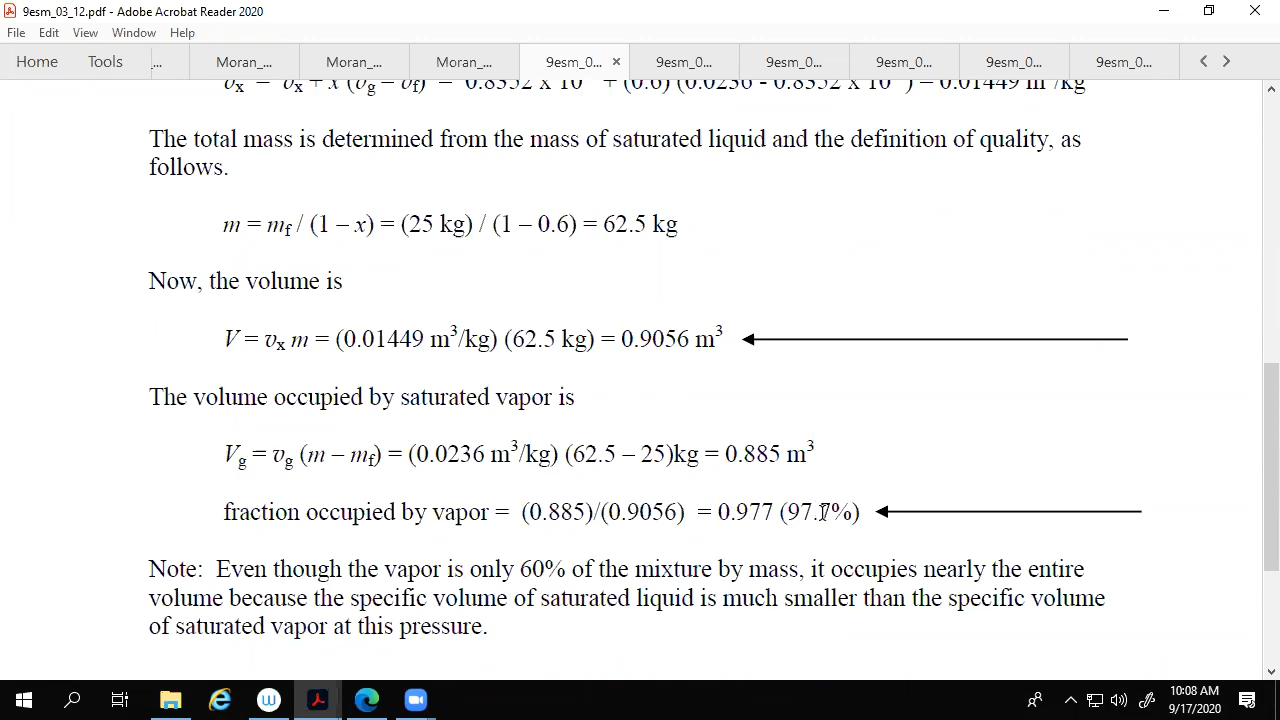 9esm_03_12.pdf - Adobe Acrobat Reader 2020
File Edit View Window Help
Home Tools ... Moran_... Moran_... Moran_... 9esm_0... × 9esm_0... 9esm_0... 9esm_0... 9esm_0... 9esm_0...
The total mass is determined from the mass of saturated liquid and the definition of quality, as
follows.
m = mf / (1 – x) = (25 kg) / (1 – 0.6) = 62.5 kg
Now, the volume is
V = υx m = (0.01449 m³/kg) (62.5 kg) = 0.9056 m³
The volume occupied by saturated vapor is
Vg = υg (m – mf) = (0.0236 m³/kg) (62.5 – 25)kg = 0.885 m³
fraction occupied by vapor = (0.885)/(0.9056) = 0.977 (97.7%)
Note: Even though the vapor is only 60% of the mixture by mass, it occupies nearly the entire
volume because the specific volume of saturated liquid is much smaller than the specific volume
of saturated vapor at this pressure.
10:08 AM
9/17/2020